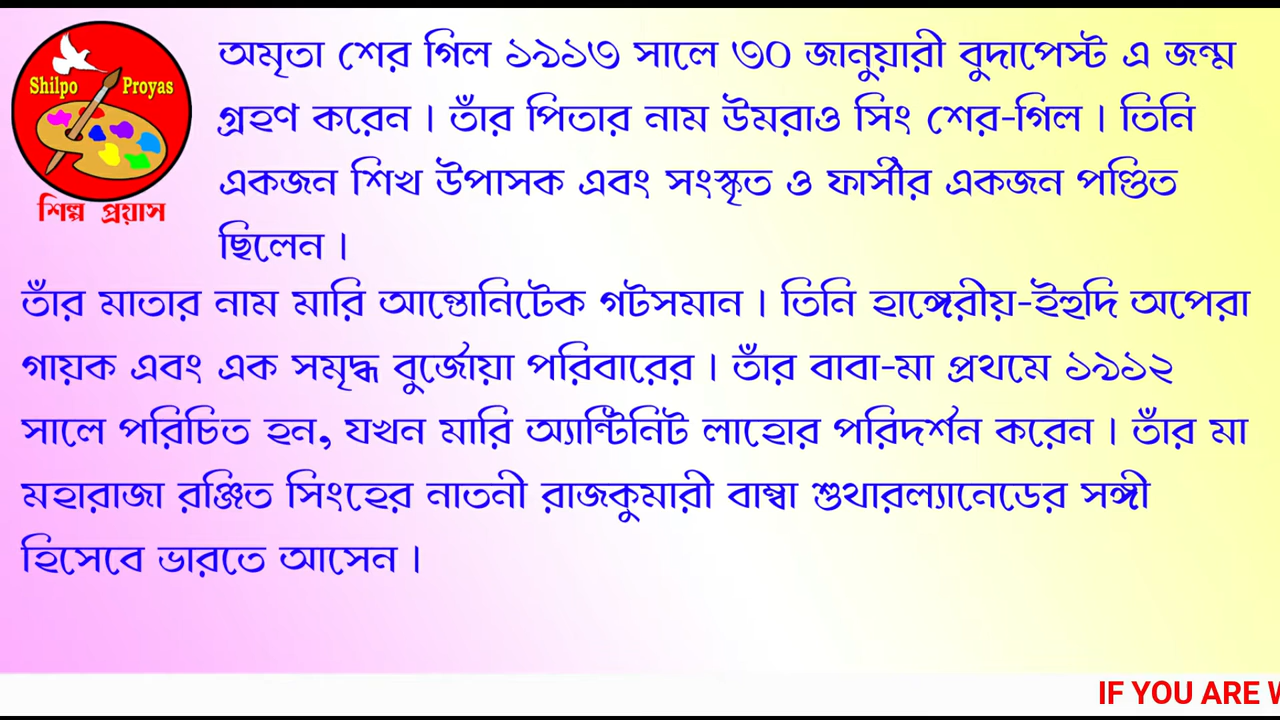 Shilpo Proyas
শিল্প প্রয়াস
অমৃতা শের গিল ১৯১৩ সালে ৩০ জানুয়ারী বুদাপেস্ট এ জন্ম
গ্রহণ করেন। তাঁর পিতার নাম উমরাও সিং শের-গিল। তিনি
একজন শিখ উপাসক এবং সংস্কৃত ও ফার্সীর একজন পণ্ডিত
ছিলেন।
তাঁর মাতার নাম মারি আন্তোনিটেক গটসমান। তিনি হাঙ্গেরীয়-ইহুদি অপেরা
গায়ক এবং এক সমৃদ্ধ বুর্জোয়া পরিবারের। তাঁর বাবা-মা প্রথমে ১৯১২
সালে পরিচিত হন, যখন মারি অ্যান্টিনিট লাহোর পরিদর্শন করেন। তাঁর মা
মহারাজা রঞ্জিত সিংহের নাতনী রাজকুমারী বাম্বা শুথারল্যানেডের সঙ্গী
হিসেবে ভারতে আসেন।
IF YOU ARE